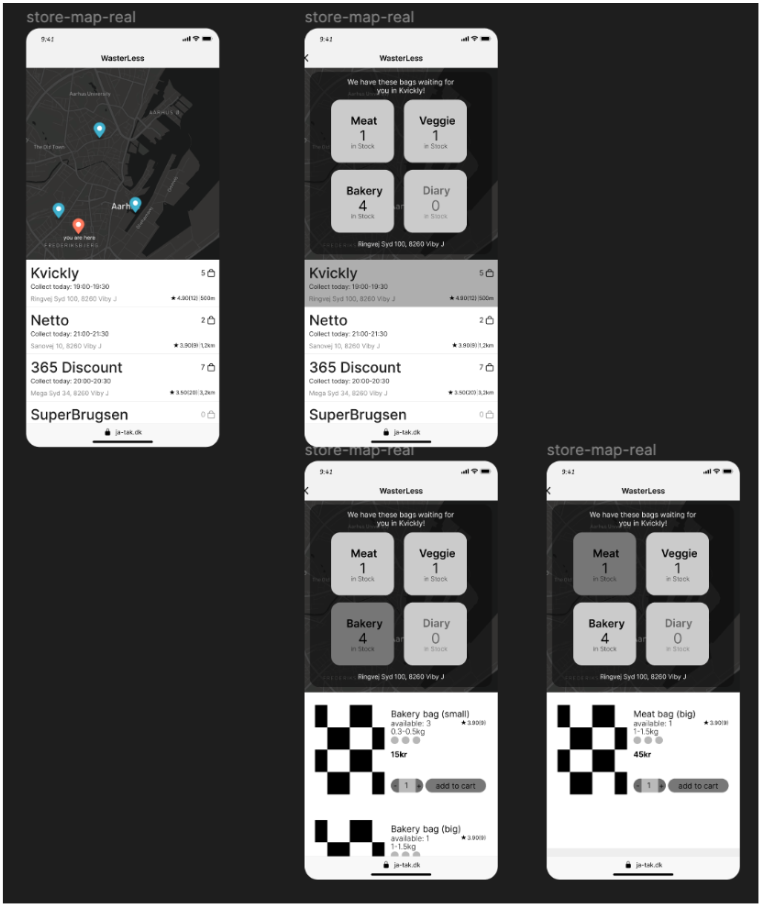 store-map-real
9:41
WasterLess
Aarhus University
AARHUS Ø
The Old Town
Aarh
you are here
FREDERIKSBJERG
Kvickly
5
Collect today: 19:00-19:30
Ringvej Syd 100, 8260 Viby J
★ 4.80(12) |500m
Netto
2
Collect today: 21:00-21:30
Sanovej 10, 8260 Viby J
★ 3.90(9) |1,2km
365 Discount
7
Collect today: 20:00-20:30
Mega Syd 34, 8260 Viby J
★ 3.50(20) |3,2km
SuperBrugsen
0
ja-tak.dk
store-map-real
9:41
WasterLess
We have these bags waiting for
you in Kvickly!
Meat
1
in Stock
Veggie
1
in Stock
Bakery
4
in Stock
Diary
0
in Stock
Ringvej Syd 100, 8260 Viby J
Kvickly
5
Collect today: 19:00-19:30
Ringvej Syd 100, 8260 Viby J
★ 4.80(12) |500m
Netto
2
Collect today: 21:00-21:30
Sanovej 10, 8260 Viby J
★ 3.90(9) |1,2km
365 Discount
7
Collect today: 20:00-20:30
Mega Syd 34, 8260 Viby J
★ 3.50(20) |3,2km
SuperBrugsen
0
ja-tak.dk
store-map-real
9:41
WasterLess
We have these bags waiting for
you in Kvickly!
Meat
1
in Stock
Veggie
1
in Stock
Bakery
4
in Stock
Diary
0
in Stock
Ringvej Syd 100, 8260 Viby J
Bakery bag (small)
available: 3
★ 3.90(9)
0.3-0.5kg
15kr
- 1 +
add to cart
Bakery bag (big)
available: 1
★ 3.90(9)
1-1.5kg
ja-tak.dk
store-map-real
9:41
WasterLess
We have these bags waiting for
you in Kvickly!
Meat
1
in Stock
Veggie
1
in Stock
Bakery
4
in Stock
Diary
0
in Stock
Ringvej Syd 100, 8260 Viby J
Meat bag (big)
available: 1
★ 3.90(9)
1-1.5kg
45kr
- 1 +
add to cart
ja-tak.dk